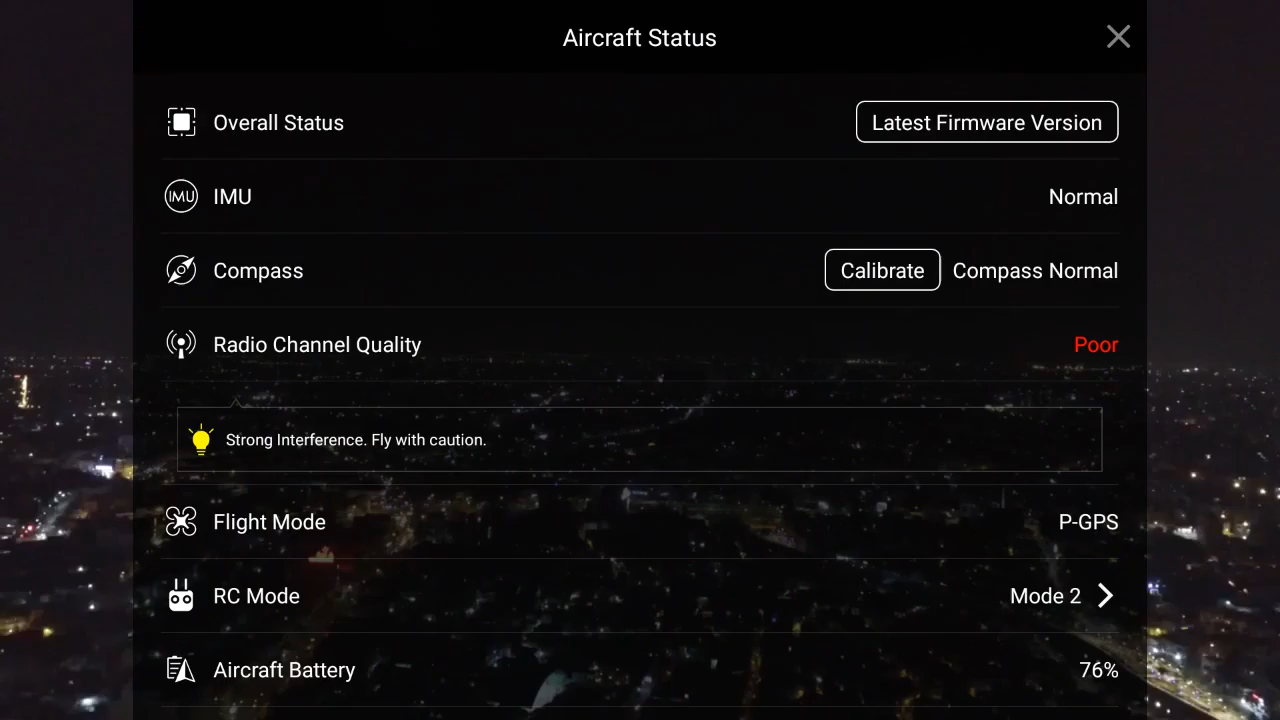 Aircraft Status
Overall Status
Latest Firmware Version
IMU
IMU
Normal
Compass
Calibrate
Compass Normal
Radio Channel Quality
Poor
Strong Interference. Fly with caution.
Flight Mode
P-GPS
RC Mode
Mode 2
Aircraft Battery
76%